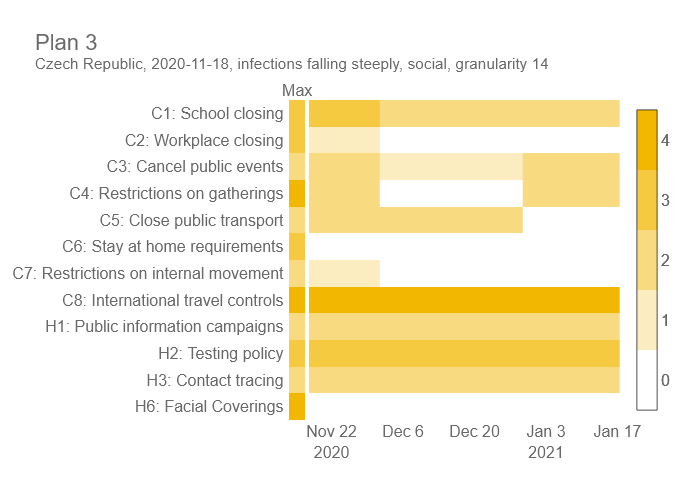 Plan 3
Czech Republic, 2020-11-18, infections falling steeply, social, granularity 14
Max
C1: School closing
C2: Workplace closing
C3: Cancel public events
C4: Restrictions on gatherings
C5: Close public transport
C6: Stay at home requirements
C7: Restrictions on internal movement
C8: International travel controls
H1: Public information campaigns
H2: Testing policy
H3: Contact tracing
H6: Facial Coverings
4
3
2
1
0
Nov 22 Dec 6 Dec 20 Jan 3 Jan 17
2020 2021